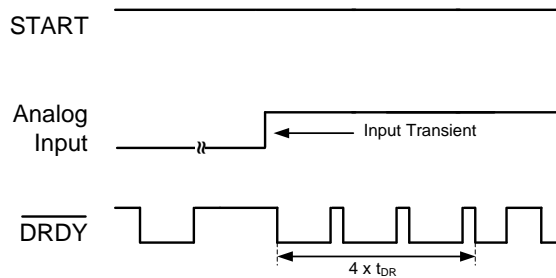 START
Analog
Input
Input Transient
DRDY
4 x tDR